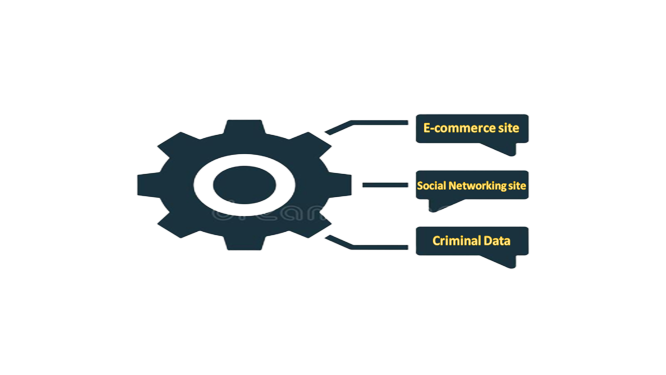 E-commerce site
Social Networking site
Criminal Data